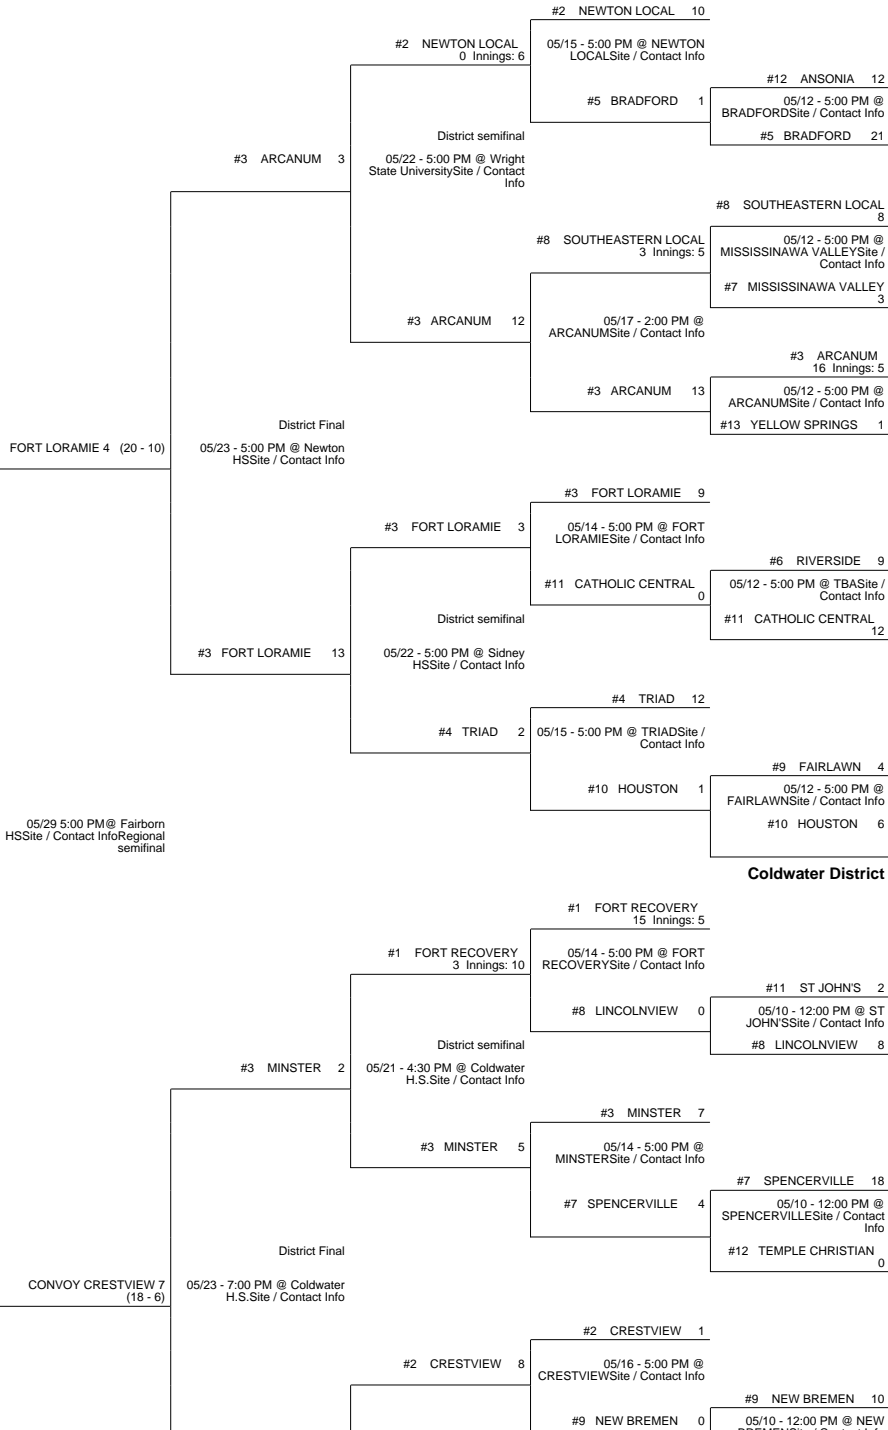 #2 NEWTON LOCAL 10
#2 NEWTON LOCAL
0 Innings: 6
05/15 - 5:00 PM @ NEWTON
LOCALSite / Contact Info
#12 ANSONIA 12
#5 BRADFORD 1
05/12 - 5:00 PM @
BRADFORDSite / Contact Info
#5 BRADFORD 21
District semifinal
#3 ARCANUM 3
05/22 - 5:00 PM @ Wright
State UniversitySite / Contact
Info
#8 SOUTHEASTERN LOCAL
8
#8 SOUTHEASTERN LOCAL
3 Innings: 5
05/12 - 5:00 PM @
MISSISSINAWA VALLEYSite /
Contact Info
#7 MISSISSINAWA VALLEY
3
#3 ARCANUM 12
05/17 - 2:00 PM @
ARCANUMSite / Contact Info
#3 ARCANUM
16 Innings: 5
#3 ARCANUM 13
05/12 - 5:00 PM @
ARCANUMSite / Contact Info
#13 YELLOW SPRINGS 1
District Final
FORT LORAMIE 4 (20 - 10)
05/23 - 5:00 PM @ Newton
HSSite / Contact Info
#3 FORT LORAMIE 9
#3 FORT LORAMIE 3
05/14 - 5:00 PM @ FORT
LORAMIESite / Contact Info
#6 RIVERSIDE 9
#11 CATHOLIC CENTRAL
0
05/12 - 5:00 PM @ TBASite /
Contact Info
#11 CATHOLIC CENTRAL
12
District semifinal
#3 FORT LORAMIE 13
05/22 - 5:00 PM @ Sidney
HSSite / Contact Info
#4 TRIAD 12
#4 TRIAD 2
05/15 - 5:00 PM @ TRIADSite /
Contact Info
#9 FAIRLAWN 4
#10 HOUSTON 1
05/12 - 5:00 PM @
FAIRLAWNSite / Contact Info
#10 HOUSTON 6
05/29 5:00 PM@ Fairborn
HSSite / Contact InfoRegional
semifinal
Coldwater District
#1 FORT RECOVERY
15 Innings: 5
#1 FORT RECOVERY
3 Innings: 10
05/14 - 5:00 PM @ FORT
RECOVERYSite / Contact Info
#11 ST JOHN'S 2
#8 LINCOLNVIEW 0
05/10 - 12:00 PM @ ST
JOHN'SSite / Contact Info
#8 LINCOLNVIEW 8
District semifinal
#3 MINSTER 2
05/21 - 4:30 PM @ Coldwater
H.S.Site / Contact Info
#3 MINSTER 7
#3 MINSTER 5
05/14 - 5:00 PM @
MINSTERSite / Contact Info
#7 SPENCERVILLE 18
#7 SPENCERVILLE 4
05/10 - 12:00 PM @
SPENCERVILLESite / Contact
Info
#12 TEMPLE CHRISTIAN
0
District Final
CONVOY CRESTVIEW 7
(18 - 6)
05/23 - 7:00 PM @ Coldwater
H.S.Site / Contact Info
#2 CRESTVIEW 1
#2 CRESTVIEW 8
05/16 - 5:00 PM @
CRESTVIEWSite / Contact Info
#9 NEW BREMEN 10
#9 NEW BREMEN 0
05/10 - 12:00 PM @ NEW